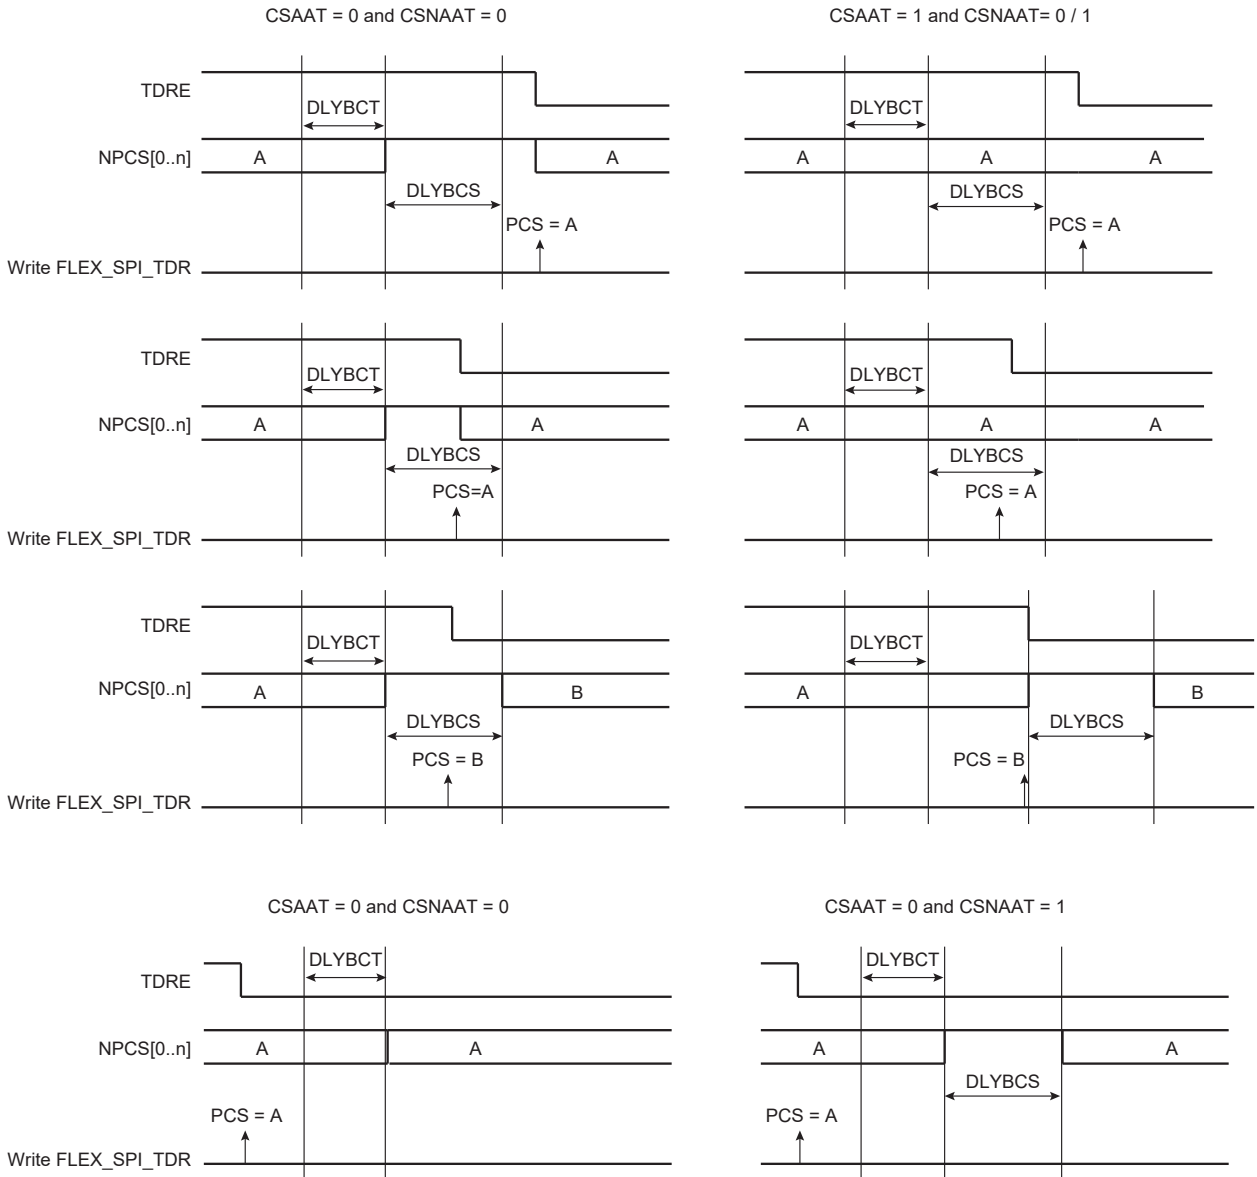 CSAAT = 0 and CSNAAT = 0
CSAAT = 1 and CSNAAT= 0 / 1
TDRE
DLYBCT
DLYBCT
NPCS[0..n]
A
A
A
A
A
DLYBCS
DLYBCS
PCS = A
PCS = A
Write FLEX_SPI_TDR
TDRE
DLYBCT
DLYBCT
NPCS[0..n]
A
A
A
A
A
DLYBCS
DLYBCS
PCS=A
PCS = A
Write FLEX_SPI_TDR
TDRE
DLYBCT
DLYBCT
NPCS[0..n]
A
B
A
B
DLYBCS
DLYBCS
PCS = B
PCS = B
Write FLEX_SPI_TDR
CSAAT = 0 and CSNAAT = 0
CSAAT = 0 and CSNAAT = 1
DLYBCT
DLYBCT
TDRE
NPCS[0..n]
A
A
A
A
DLYBCS
PCS = A
PCS = A
Write FLEX_SPI_TDR